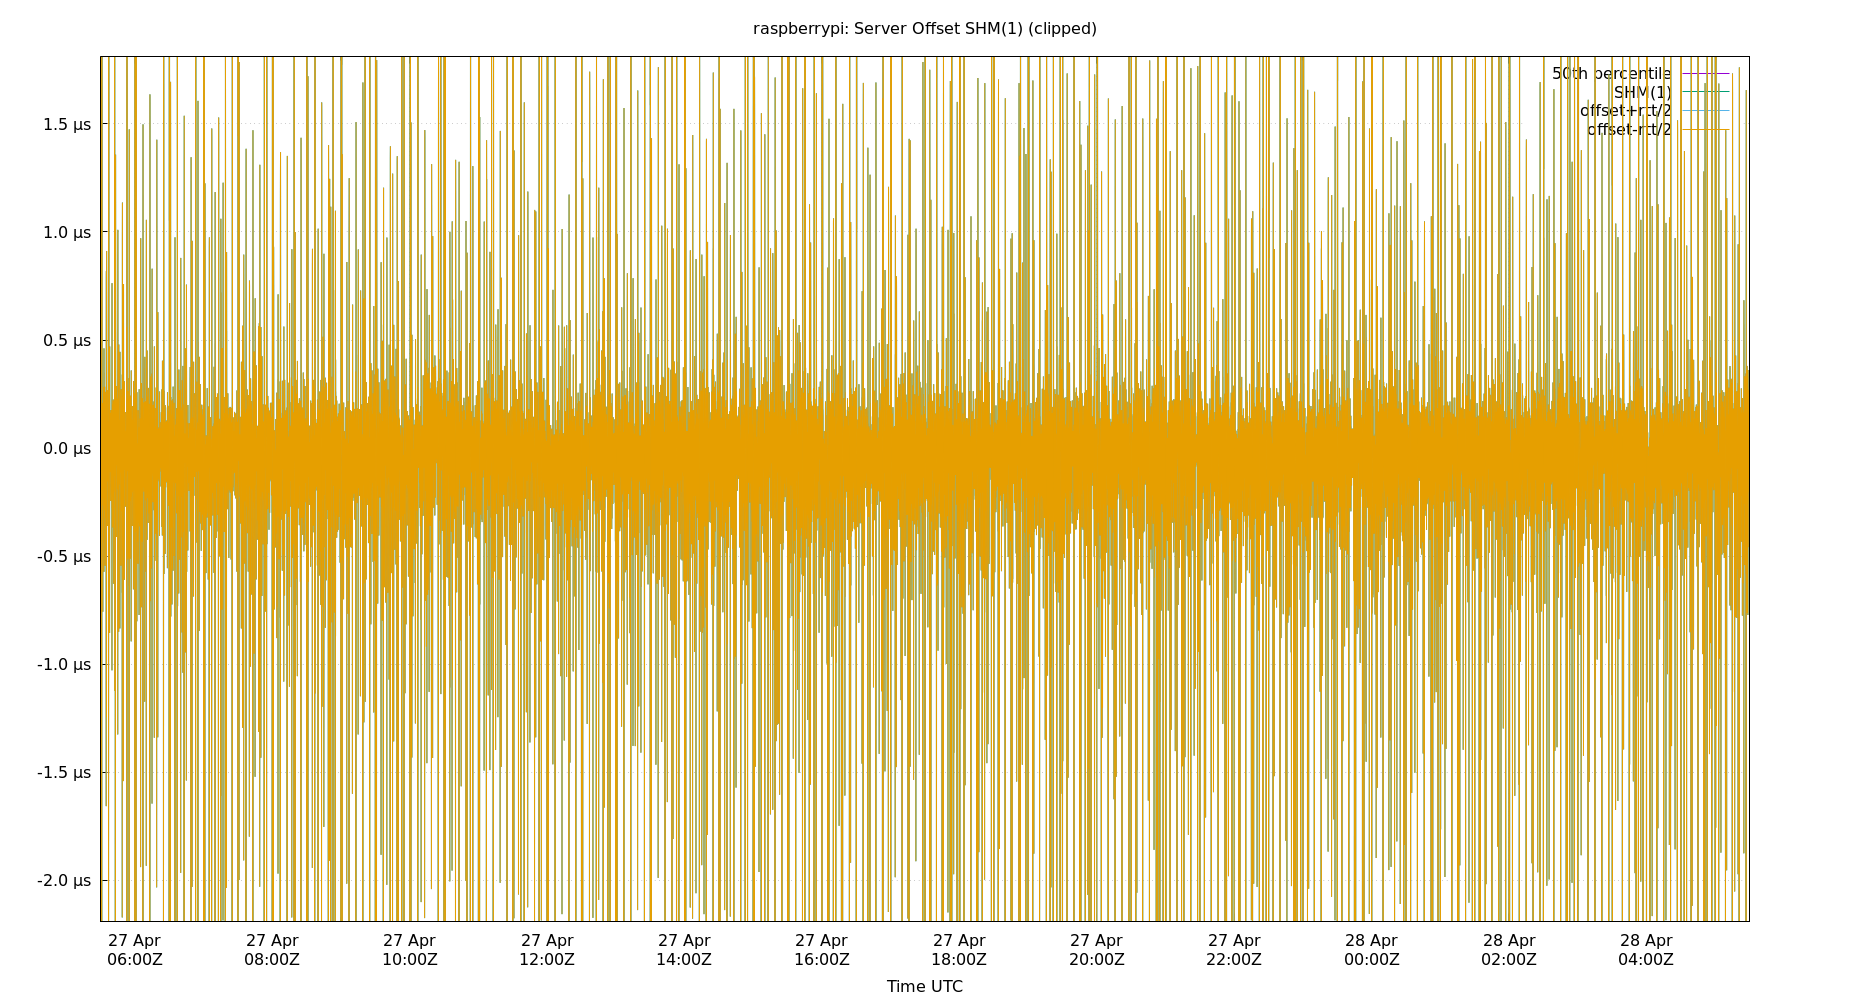 raspberrypi: Server Offset SHM(1) (clipped)
50th percentile
SHM(1)
offset+rtt/2
offset-rtt/2
1.5 µs
1.0 µs
0.5 µs
0.0 µs
-0.5 µs
-1.0 µs
-1.5 µs
-2.0 µs
27 Apr 27 Apr 27 Apr 27 Apr 27 Apr 27 Apr 27 Apr 27 Apr 27 Apr 28 Apr 28 Apr 28 Apr
06:00Z 08:00Z 10:00Z 12:00Z 14:00Z 16:00Z 18:00Z 20:00Z 22:00Z 00:00Z 02:00Z 04:00Z
Time UTC